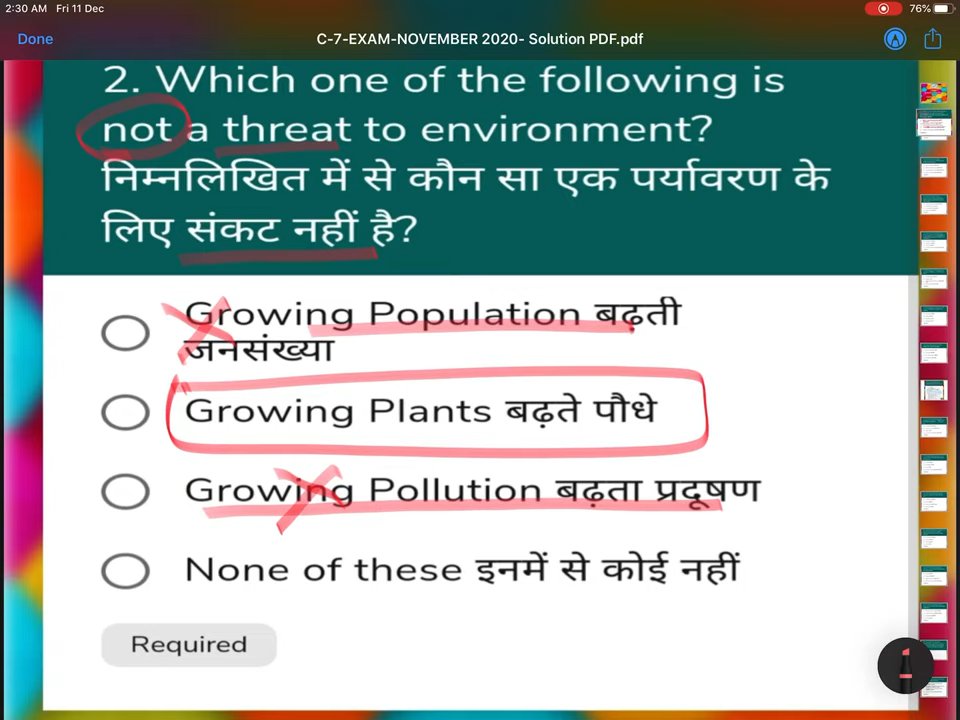 2:30 AM Fri 11 Dec
76%
Done
C-7-EXAM-NOVEMBER 2020- Solution PDF.pdf
2. Which one of the following is
not a threat to environment?
निम्नलिखित में से कौन सा एक पर्यावरण के
लिए संकट नहीं है?
Growing Population बढ़ती
जनसंख्या
Growing Plants बढ़ते पौधे
Growing Pollution बढ़ता प्रदूषण
None of these इनमें से कोई नहीं
Required